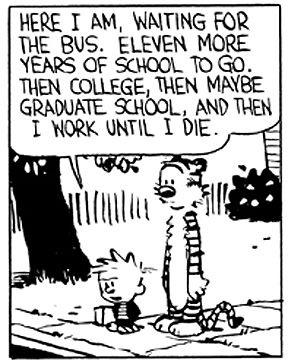 HERE I AM, WAITING FOR
THE BUS. ELEVEN MORE
YEARS OF SCHOOL TO GO.
THEN COLLEGE, THEN MAYBE
GRADUATE SCHOOL, AND THEN
I WORK UNTIL I DIE.